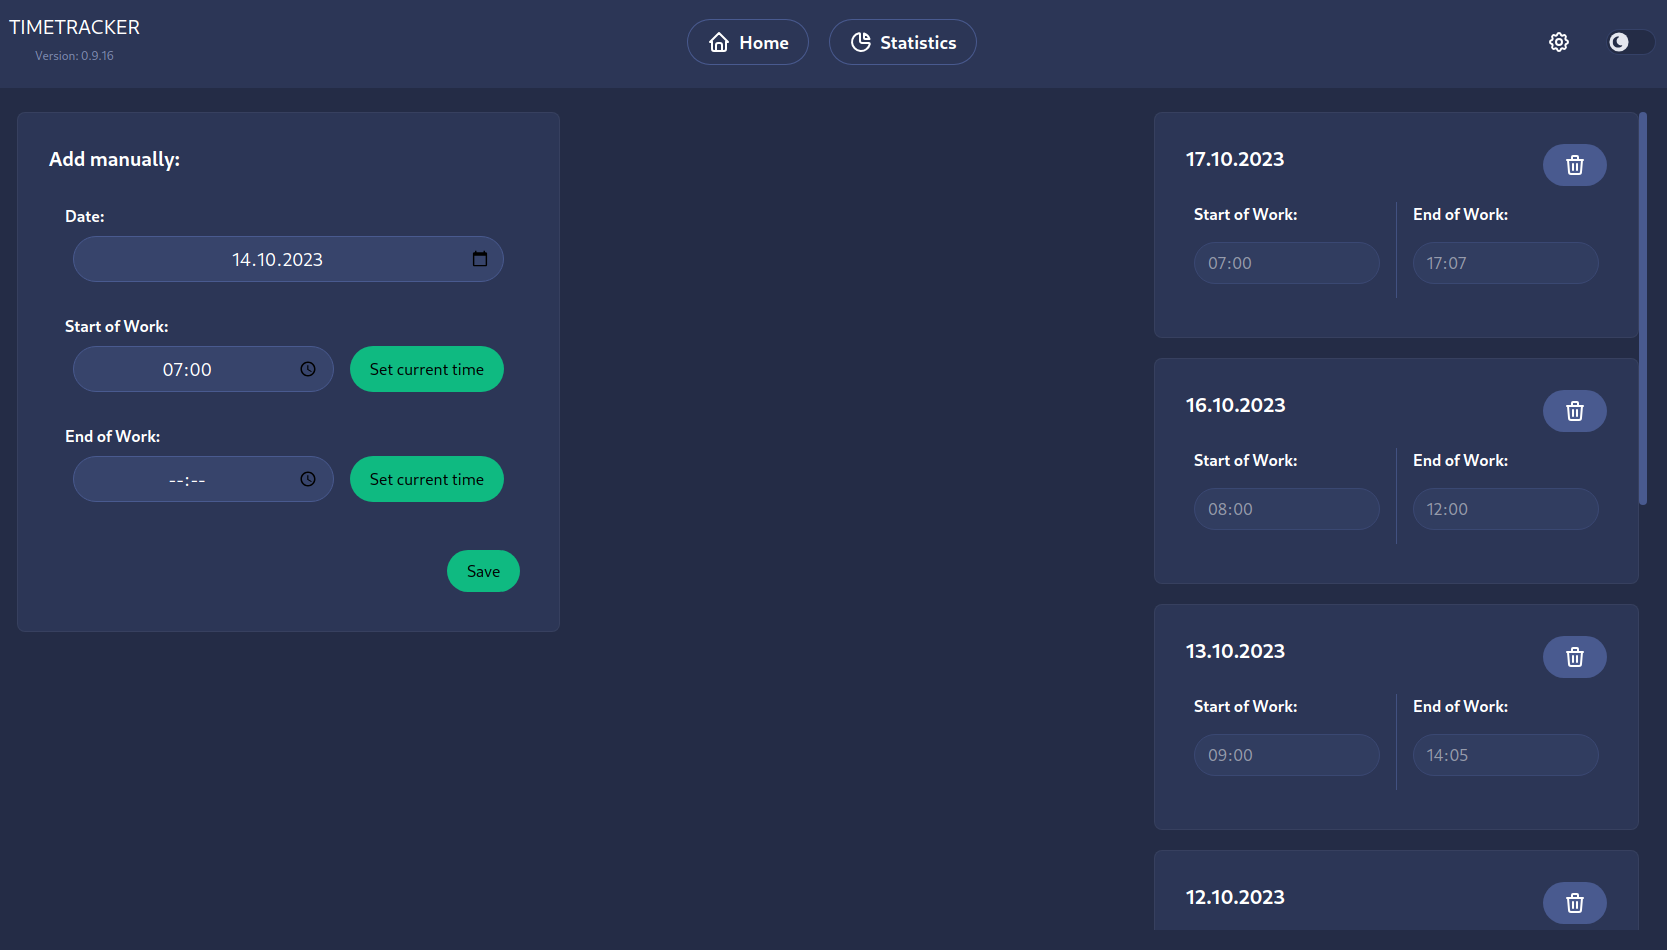 TIMETRACKER
Version: 0.9.16
Home
Statistics
Add manually:
Date:
14.10.2023
Start of Work:
07:00
Set current time
End of Work:
--:--
Set current time
Save
17.10.2023
Start of Work:
End of Work:
07:00
17:07
16.10.2023
Start of Work:
End of Work:
08:00
12:00
13.10.2023
Start of Work:
End of Work:
09:00
14:05
12.10.2023